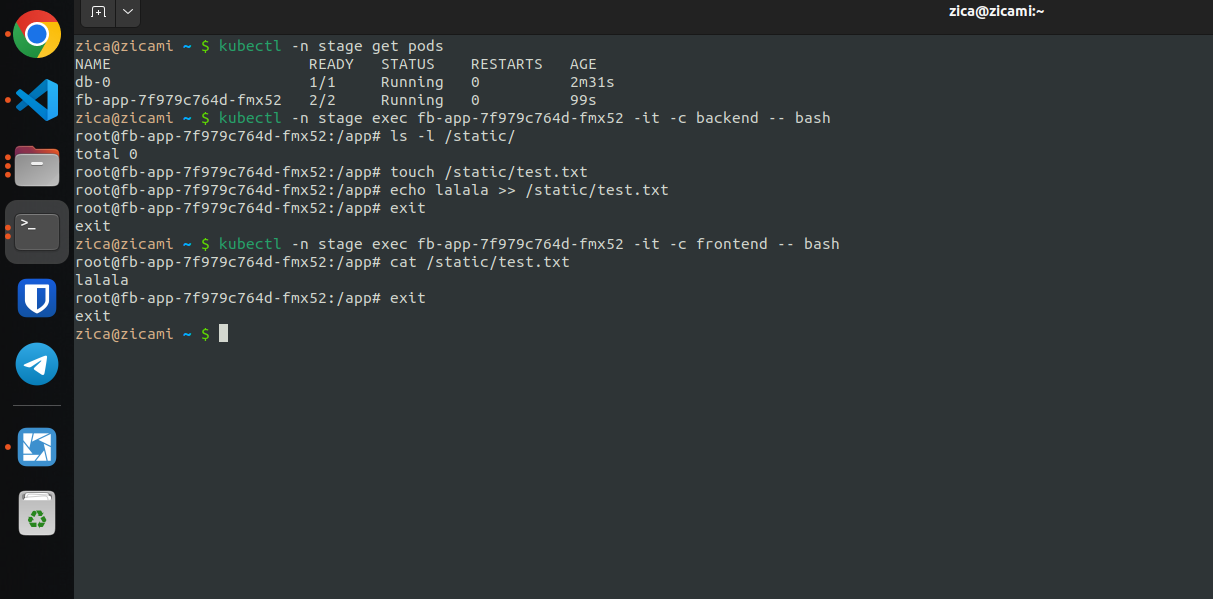 zica@zicami:~
zica@zicami ~ $ kubectl -n stage get pods
NAME                      READY   STATUS    RESTARTS   AGE
db-0                      1/1     Running   0          2m31s
fb-app-7f979c764d-fmx52   2/2     Running   0          99s
zica@zicami ~ $ kubectl -n stage exec fb-app-7f979c764d-fmx52 -it -c backend -- bash
root@fb-app-7f979c764d-fmx52:/app# ls -l /static/
total 0
root@fb-app-7f979c764d-fmx52:/app# touch /static/test.txt
root@fb-app-7f979c764d-fmx52:/app# echo lalala >> /static/test.txt
root@fb-app-7f979c764d-fmx52:/app# exit
exit
zica@zicami ~ $ kubectl -n stage exec fb-app-7f979c764d-fmx52 -it -c frontend -- bash
root@fb-app-7f979c764d-fmx52:/app# cat /static/test.txt
lalala
root@fb-app-7f979c764d-fmx52:/app# exit
exit
zica@zicami ~ $